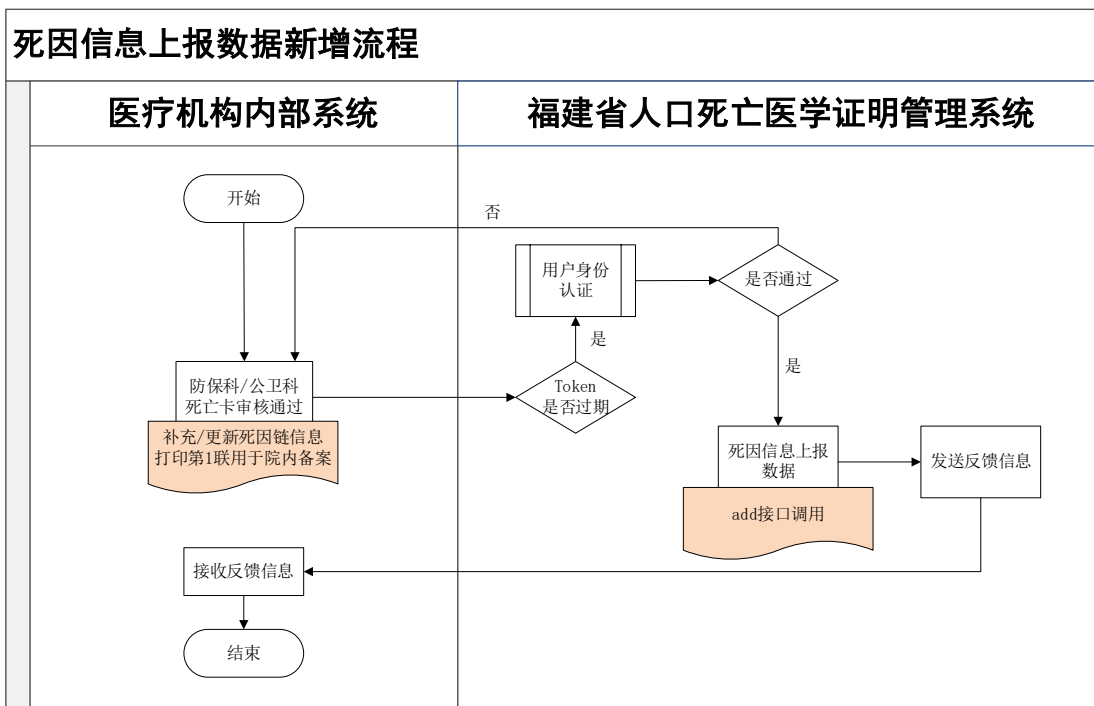 死因信息上报数据新增流程
医疗机构内部系统
福建省人口死亡医学证明管理系统
开始
否
用户身份
认证
是否通过
是
是
防保科/公卫科
死亡卡审核通过
Token
是否过期
补充/更新死因链信息
打印第1联用于院内备案
死因信息上报
数据
发送反馈信息
add接口调用
接收反馈信息
结束